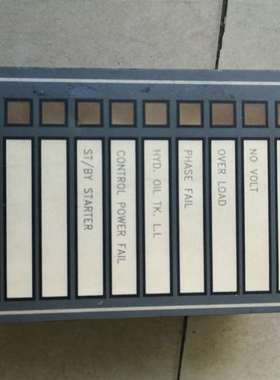 ST/BY STARTER
CONTROL POWER FAIL
HYD. OIL TK. L.L
PHASE FAIL
OVER LOAD
NO VOLT